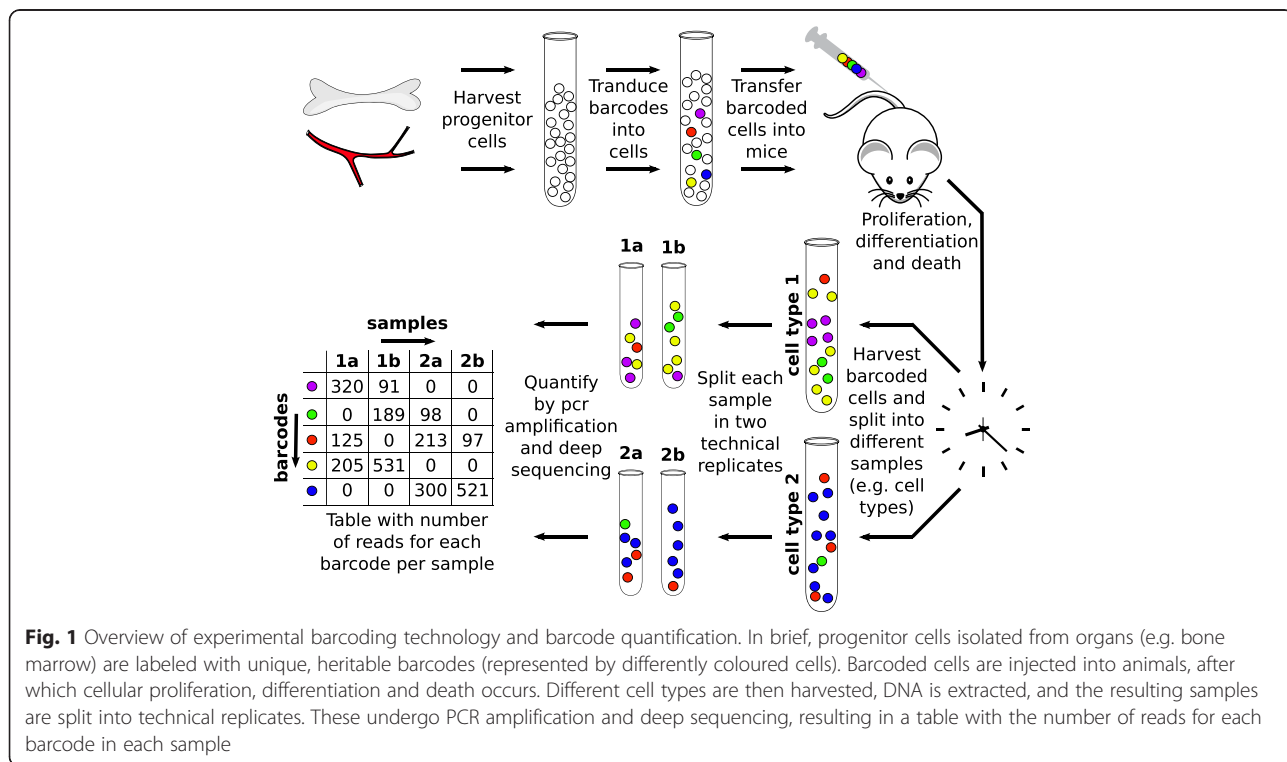 Harvest
progenitor
cells
Tranduce
barcodes
into
cells
Transfer
barcoded
cells into
mice
Proliferation,
differentiation
and death
Harvest
barcoded
cells and
split into
different
samples
(e.g. cell
types)
cell type 1
cell type 2
Split each
sample
in two
technical
replicates
1a 1b
2a 2b
Quantify
by pcr
amplification
and deep
sequencing
samples
barcodes
1a 1b 2a 2b
320 91 0 0
0 189 98 0
125 0 213 97
205 531 0 0
0 0 300 521
Table with number
of reads for each
barcode per sample
Fig. 1 Overview of experimental barcoding technology and barcode quantification. In brief, progenitor cells isolated from organs (e.g. bone
marrow) are labeled with unique, heritable barcodes (represented by differently coloured cells). Barcoded cells are injected into animals, after
which cellular proliferation, differentiation and death occurs. Different cell types are then harvested, DNA is extracted, and the resulting samples
are split into technical replicates. These undergo PCR amplification and deep sequencing, resulting in a table with the number of reads for each
barcode in each sample